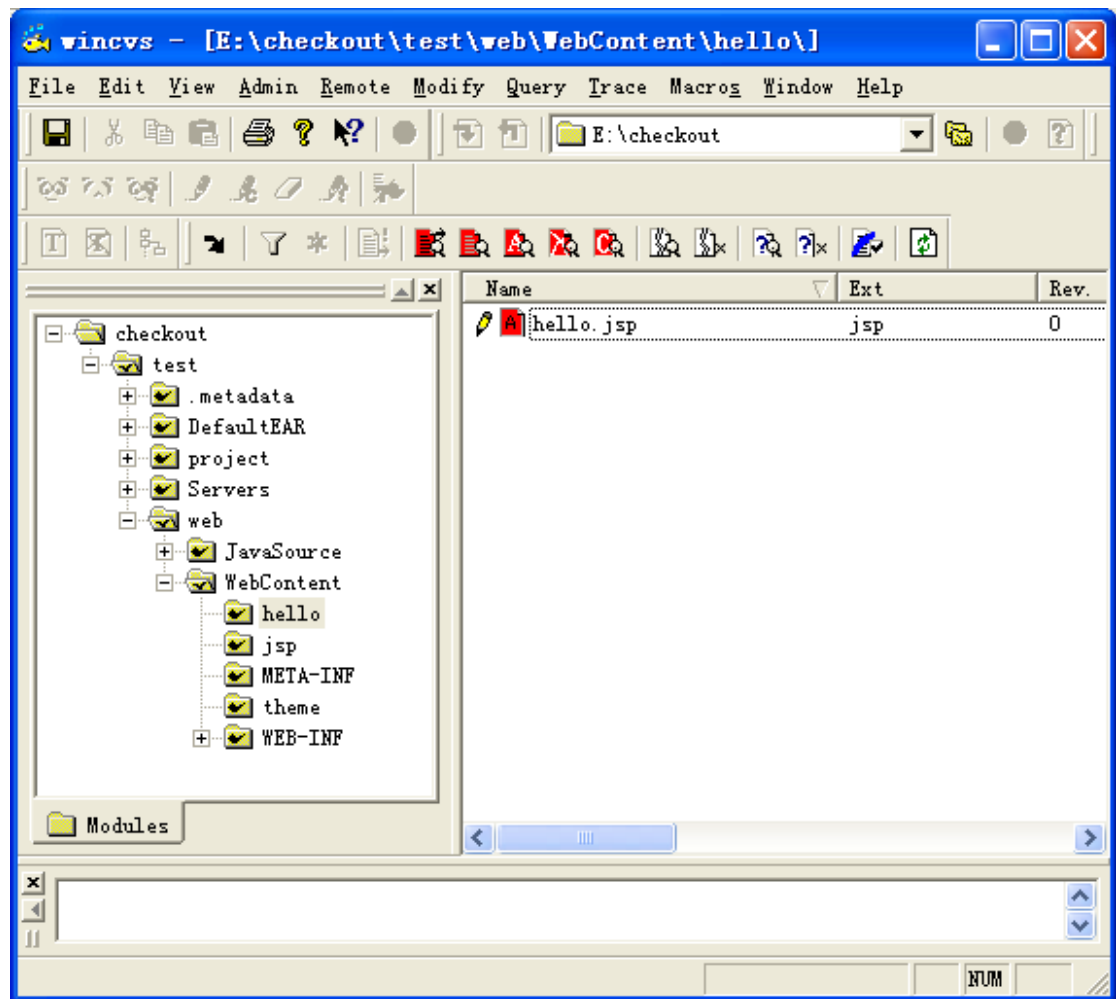 wincvs - [E:\checkout\test\web\WebContent\hello\]
File Edit View Admin Remote Modify Query Trace Macros Window Help
E:\checkout
Name Ext Rev.
hello.jsp jsp 0
checkout
test
.metadata
DefaultEAR
project
Servers
web
JavaSource
WebContent
hello
jsp
META-INF
theme
WEB-INF
Modules
NUM